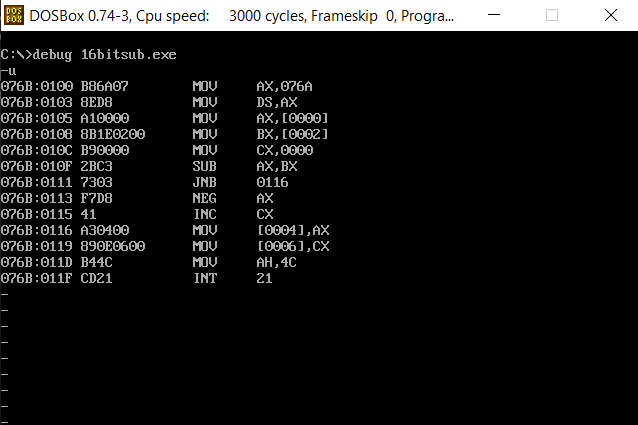 DOS
BOX
DOSBox 0.74-3, Cpu speed: 3000 cycles, Frameskip 0, Progra...
C:\>debug 16bitsub.exe
-u
076B:0100 B86A07 MOV AX,076A
076B:0103 8ED8 MOV DS,AX
076B:0105 A10000 MOV AX,[0000]
076B:0108 8B1E0200 MOV BX,[0002]
076B:010C B90000 MOV CX,0000
076B:010F 2BC3 SUB AX,BX
076B:0111 7303 JNB 0116
076B:0113 F7D8 NEG AX
076B:0115 41 INC CX
076B:0116 A30400 MOV [0004],AX
076B:0119 890E0600 MOV [0006],CX
076B:011D B44C MOV AH,4C
076B:011F CD21 INT 21
-
-
-
-
-
-
-
-